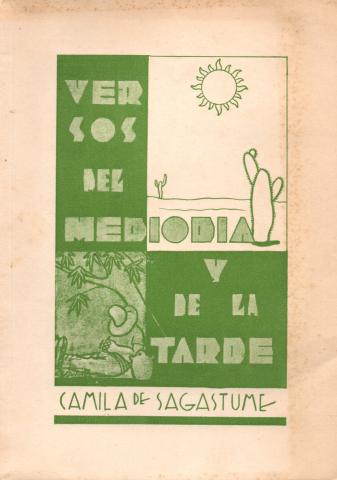 VER
SOS
DEL
MEDIODIA
Y
DE LA
TARDE
CAMILA DE SAGASTUME